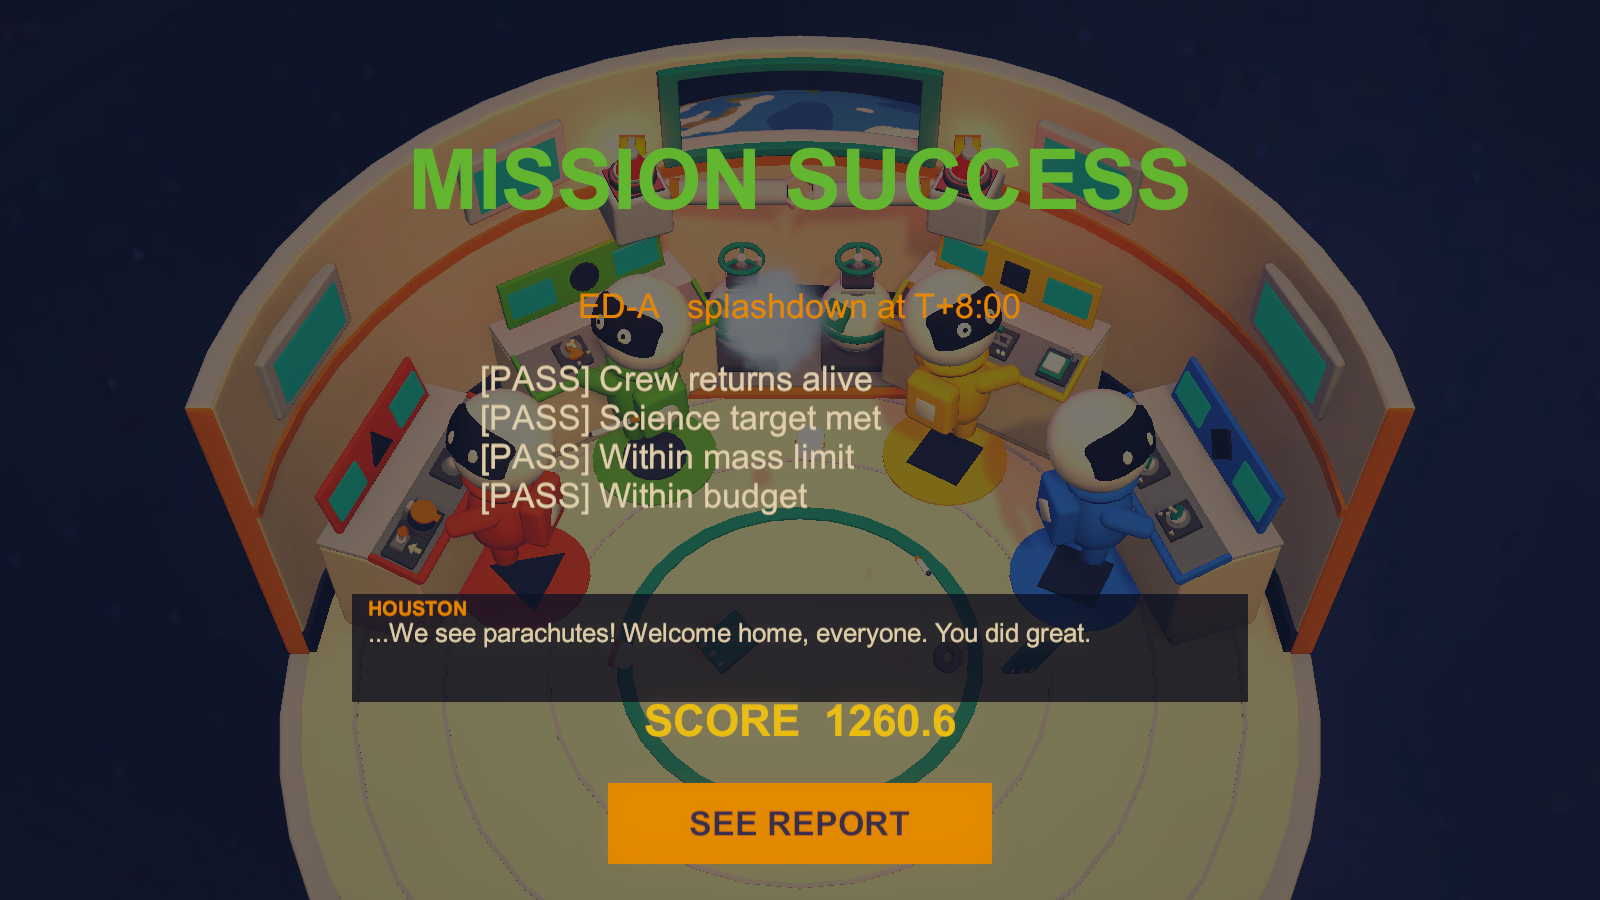 MISSION SUCCESS
ED-A splashdown at T+8:00
[PASS] Crew returns alive
[PASS] Science target met
[PASS] Within mass limit
[PASS] Within budget
HOUSTON
...We see parachutes! Welcome home, everyone. You did great.
SCORE 1260.6
SEE REPORT